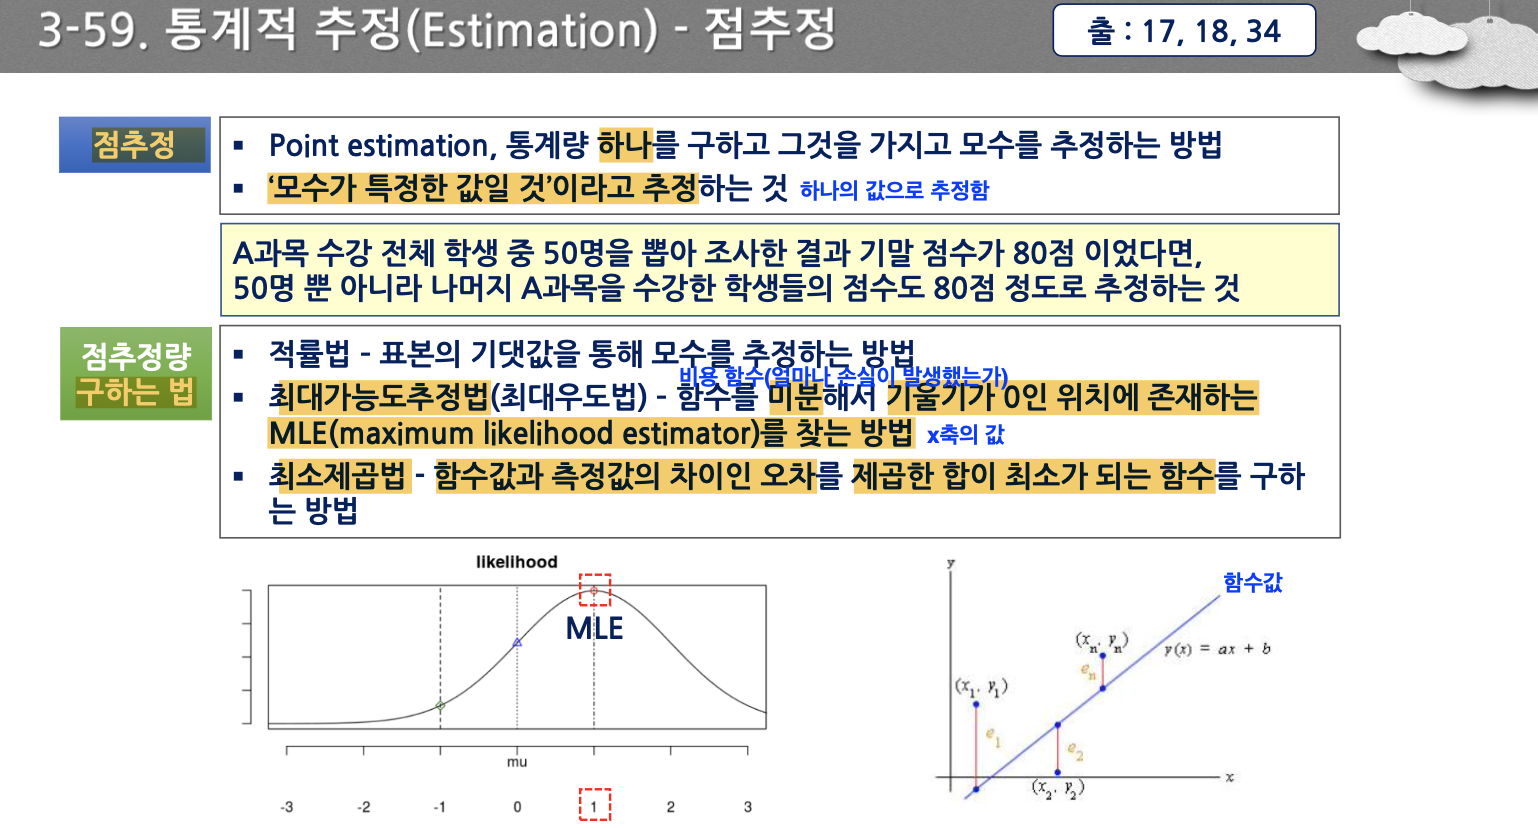 3-59. 통계적 추정(Estimation) - 점추정
출 : 17, 18, 34
점추정
▪ Point estimation, 통계량 하나를 구하고 그것을 가지고 모수를 추정하는 방법
▪ ‘모수가 특정한 값일 것’이라고 추정하는 것 하나의 값으로 추정함
A과목 수강 전체 학생 중 50명을 뽑아 조사한 결과 기말 점수가 80점 이었다면,
50명 뿐 아니라 나머지 A과목을 수강한 학생들의 점수도 80점 정도로 추정하는 것
점추정량
구하는 법
▪ 적률법 - 표본의 기댓값을 통해 모수를 추정하는 방법
비용 함수(얼마나 손실이 발생했는가)
▪ 최대가능도추정법(최대우도법) - 함수를 미분해서 기울기가 0인 위치에 존재하는
MLE(maximum likelihood estimator)를 찾는 방법 x축의 값
▪ 최소제곱법 - 함수값과 측정값의 차이인 오차를 제곱한 합이 최소가 되는 함수를 구하
는 방법
likelihood
MLE
mu
-3 -2 -1 0 1 2 3
y
함수값
(xn, yn)
y(x) = ax + b
en
(x1, y1)
e1
e2
x
(x2, y2)